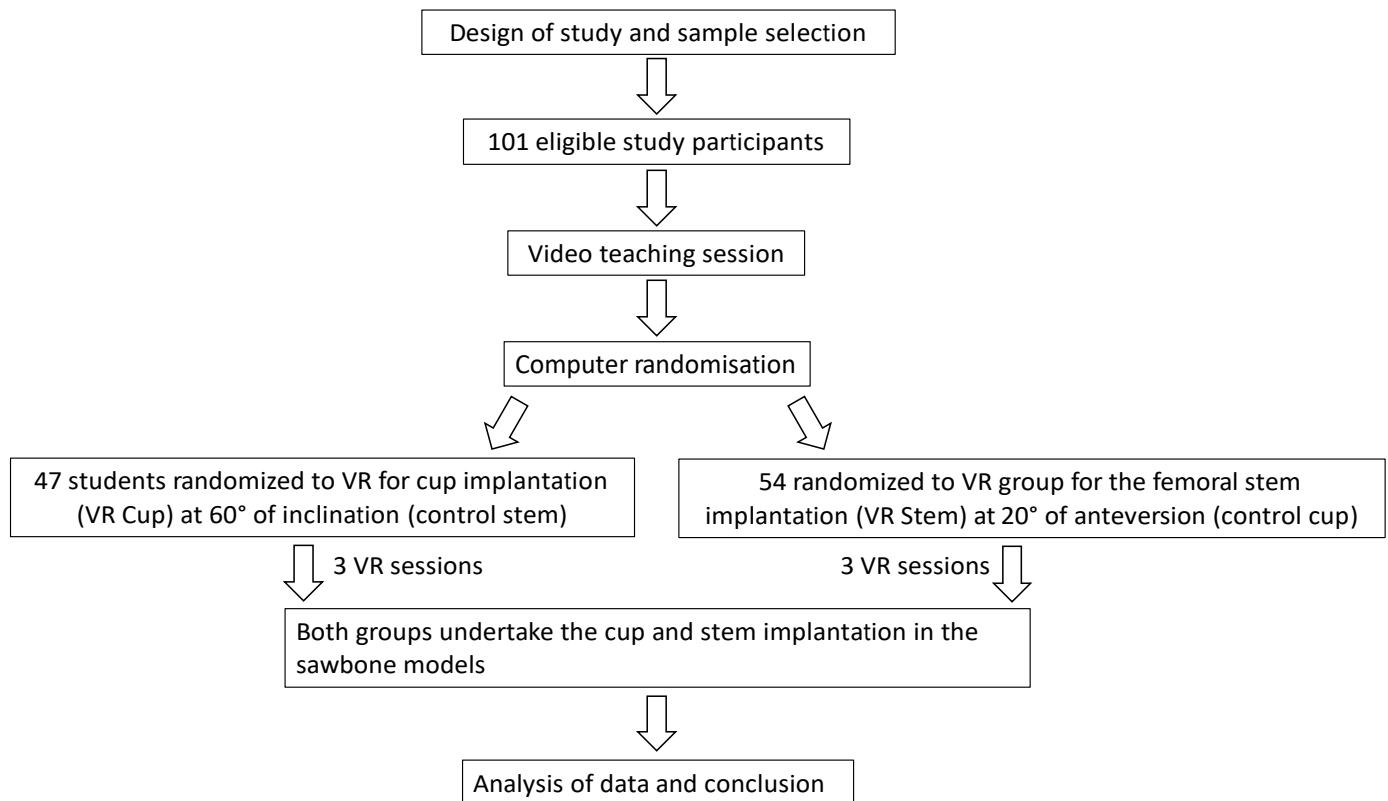 Design of study and sample selection
101 eligible study participants
Video teaching session
Computer randomisation
47 students randomized to VR for cup implantation
(VR Cup) at 60° of inclination (control stem)
54 randomized to VR group for the femoral stem
implantation (VR Stem) at 20° of anteversion (control cup)
3 VR sessions
3 VR sessions
Both groups undertake the cup and stem implantation in the
sawbone models
Analysis of data and conclusion